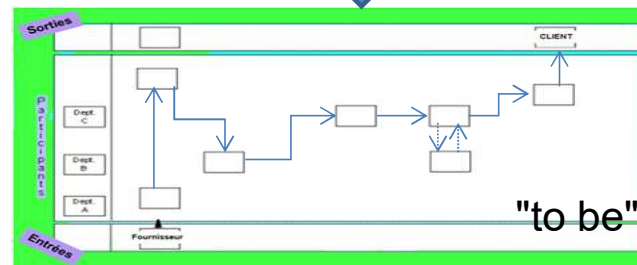 Sorties
CLIENT
Participants
Dept.
C
Dept.
B
Dept.
A
"to be"
Entrées
Fournisseur